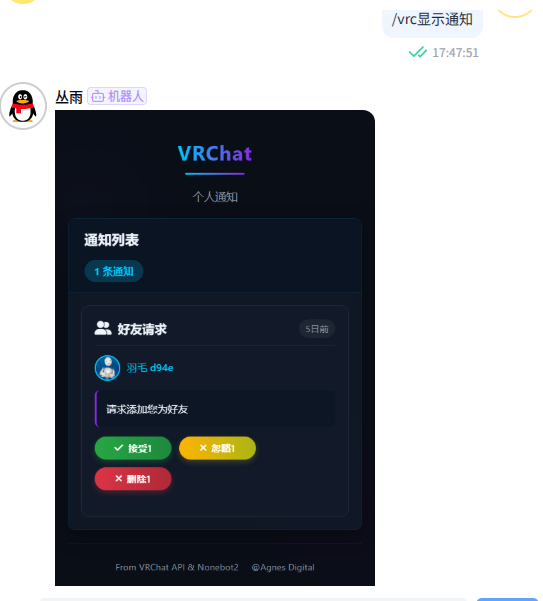 /vrc显示通知
17:47:51
丛雨 机器人
VRChat
个人通知
通知列表
1 条通知
好友请求 5日前
羽毛 d94e
请求添加您为好友
接受1 忽略1
删除1
From VRChat API & Nonebot2 @Agnes Digital